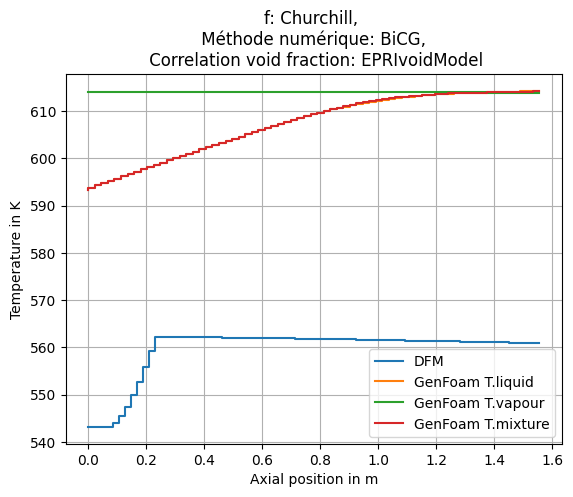 f: Churchill,
Méthode numérique: BiCG,
Correlation void fraction: EPRIvoidModel
Temperature in K
610
600
590
580
570
560
550
540
DFM
GenFoam T.liquid
GenFoam T.vapour
GenFoam T.mixture
0.0 0.2 0.4 0.6 0.8 1.0 1.2 1.4 1.6
Axial position in m